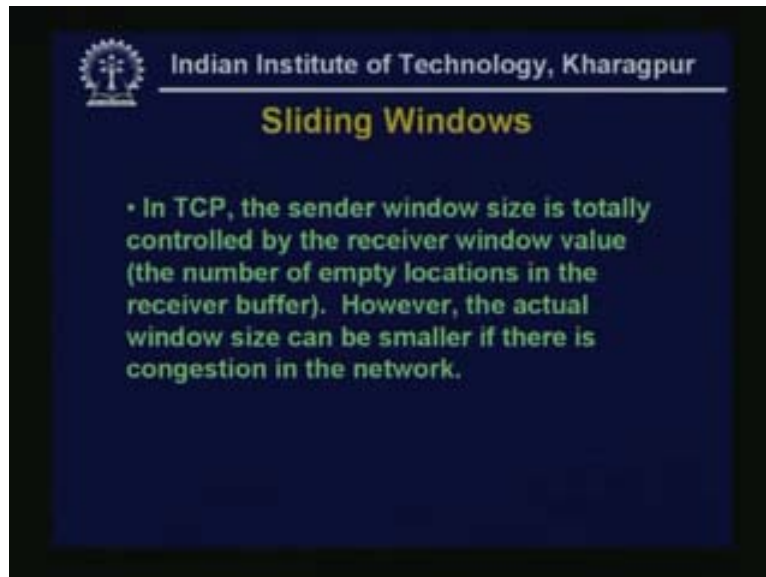 Indian Institute of Technology, Kharagpur
Sliding Windows
• In TCP, the sender window size is totally
controlled by the receiver window value
(the number of empty locations in the
receiver buffer). However, the actual
window size can be smaller if there is
congestion in the network.